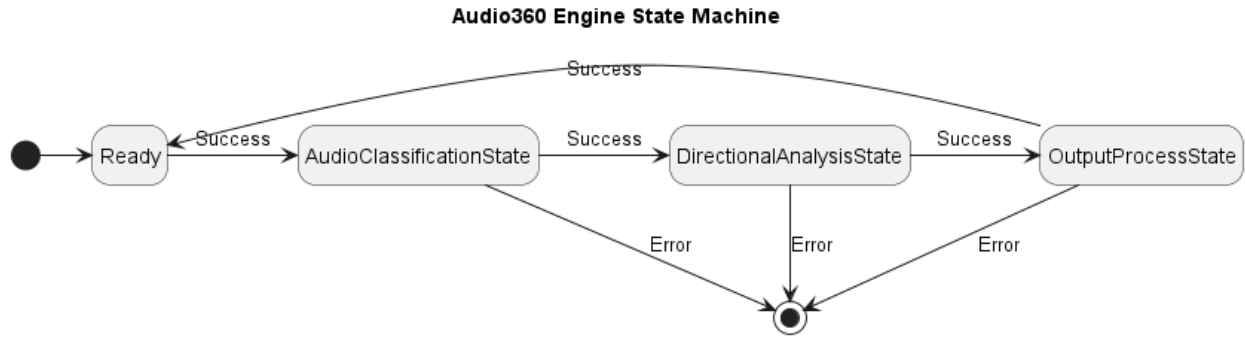 Audio360 Engine State Machine
Success
Ready
Success
AudioClassificationState
Success
DirectionalAnalysisState
Success
OutputProcessState
Error
Error
Error